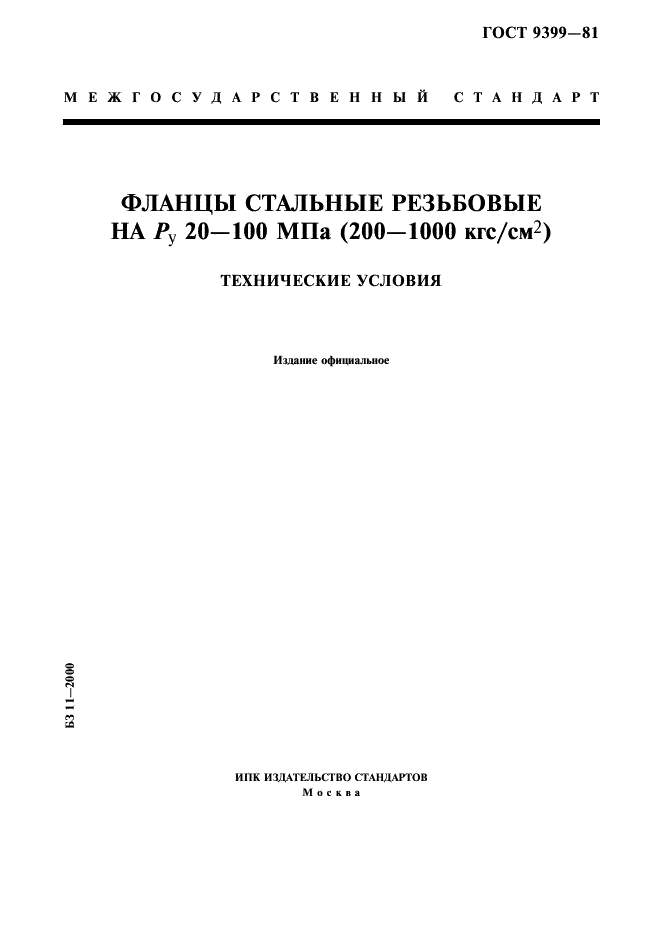 ГОСТ 9399—81
МЕЖГОСУДАРСТВЕННЫЙ СТАНДАРТ
ФЛАНЦЫ СТАЛЬНЫЕ РЕЗЬБОВЫЕ
НА Pу 20—100 МПа (200—1000 кгс/см2)
ТЕХНИЧЕСКИЕ УСЛОВИЯ
Издание официальное
БЗ 11—2000
ИПК ИЗДАТЕЛЬСТВО СТАНДАРТОВ
Москва